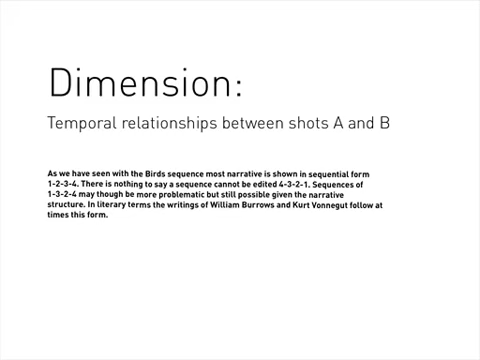 Dimension:
Temporal relationships between shots A and B
As we have seen with the Birds sequence most narrative is shown in sequential form
1-2-3-4. There is nothing to say a sequence cannot be edited 4-3-2-1. Sequences of
1-3-2-4 may though be more problematic but still possible given the narrative
structure. In literary terms the writings of William Burrows and Kurt Vonnegut follow at
times this form.